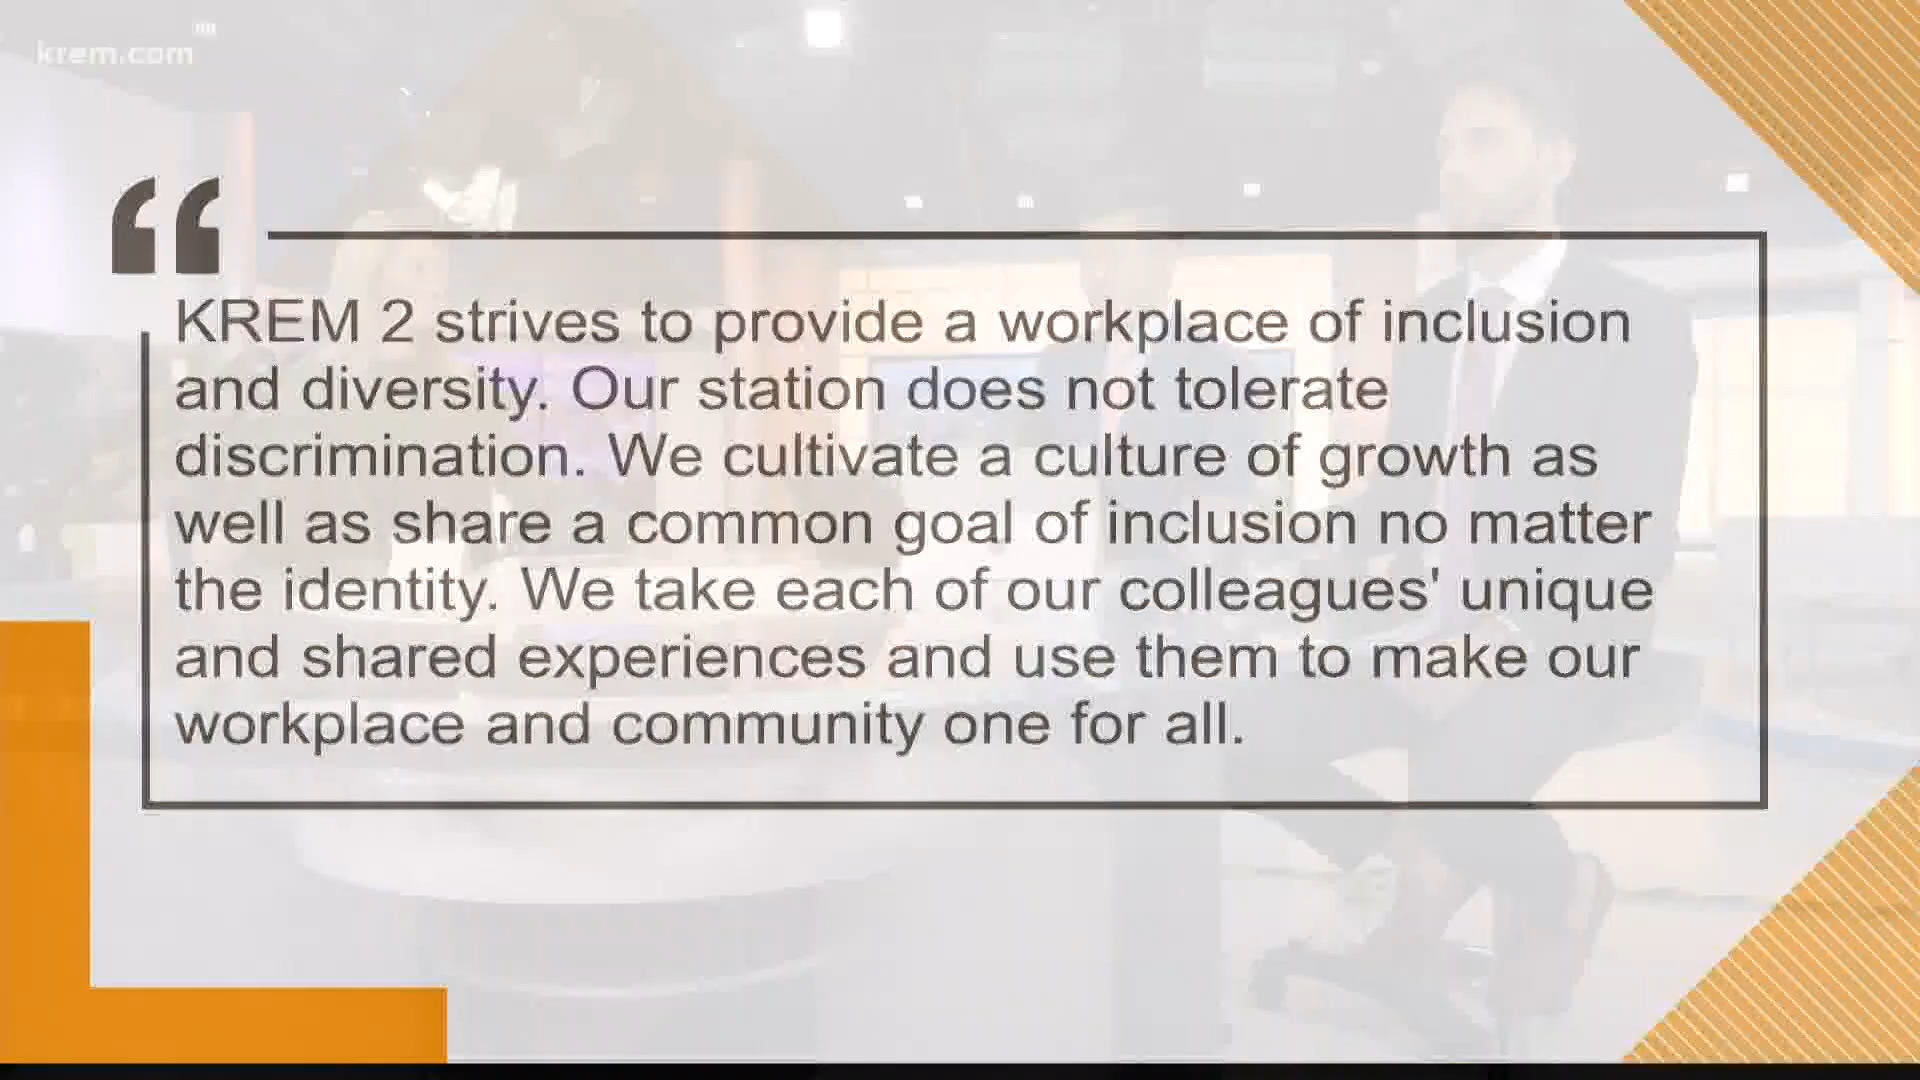 krem.com
KREM 2 strives to provide a workplace of inclusion
and diversity. Our station does not tolerate
discrimination. We cultivate a culture of growth as
well as share a common goal of inclusion no matter
the identity. We take each of our colleagues' unique
and shared experiences and use them to make our
workplace and community one for all.